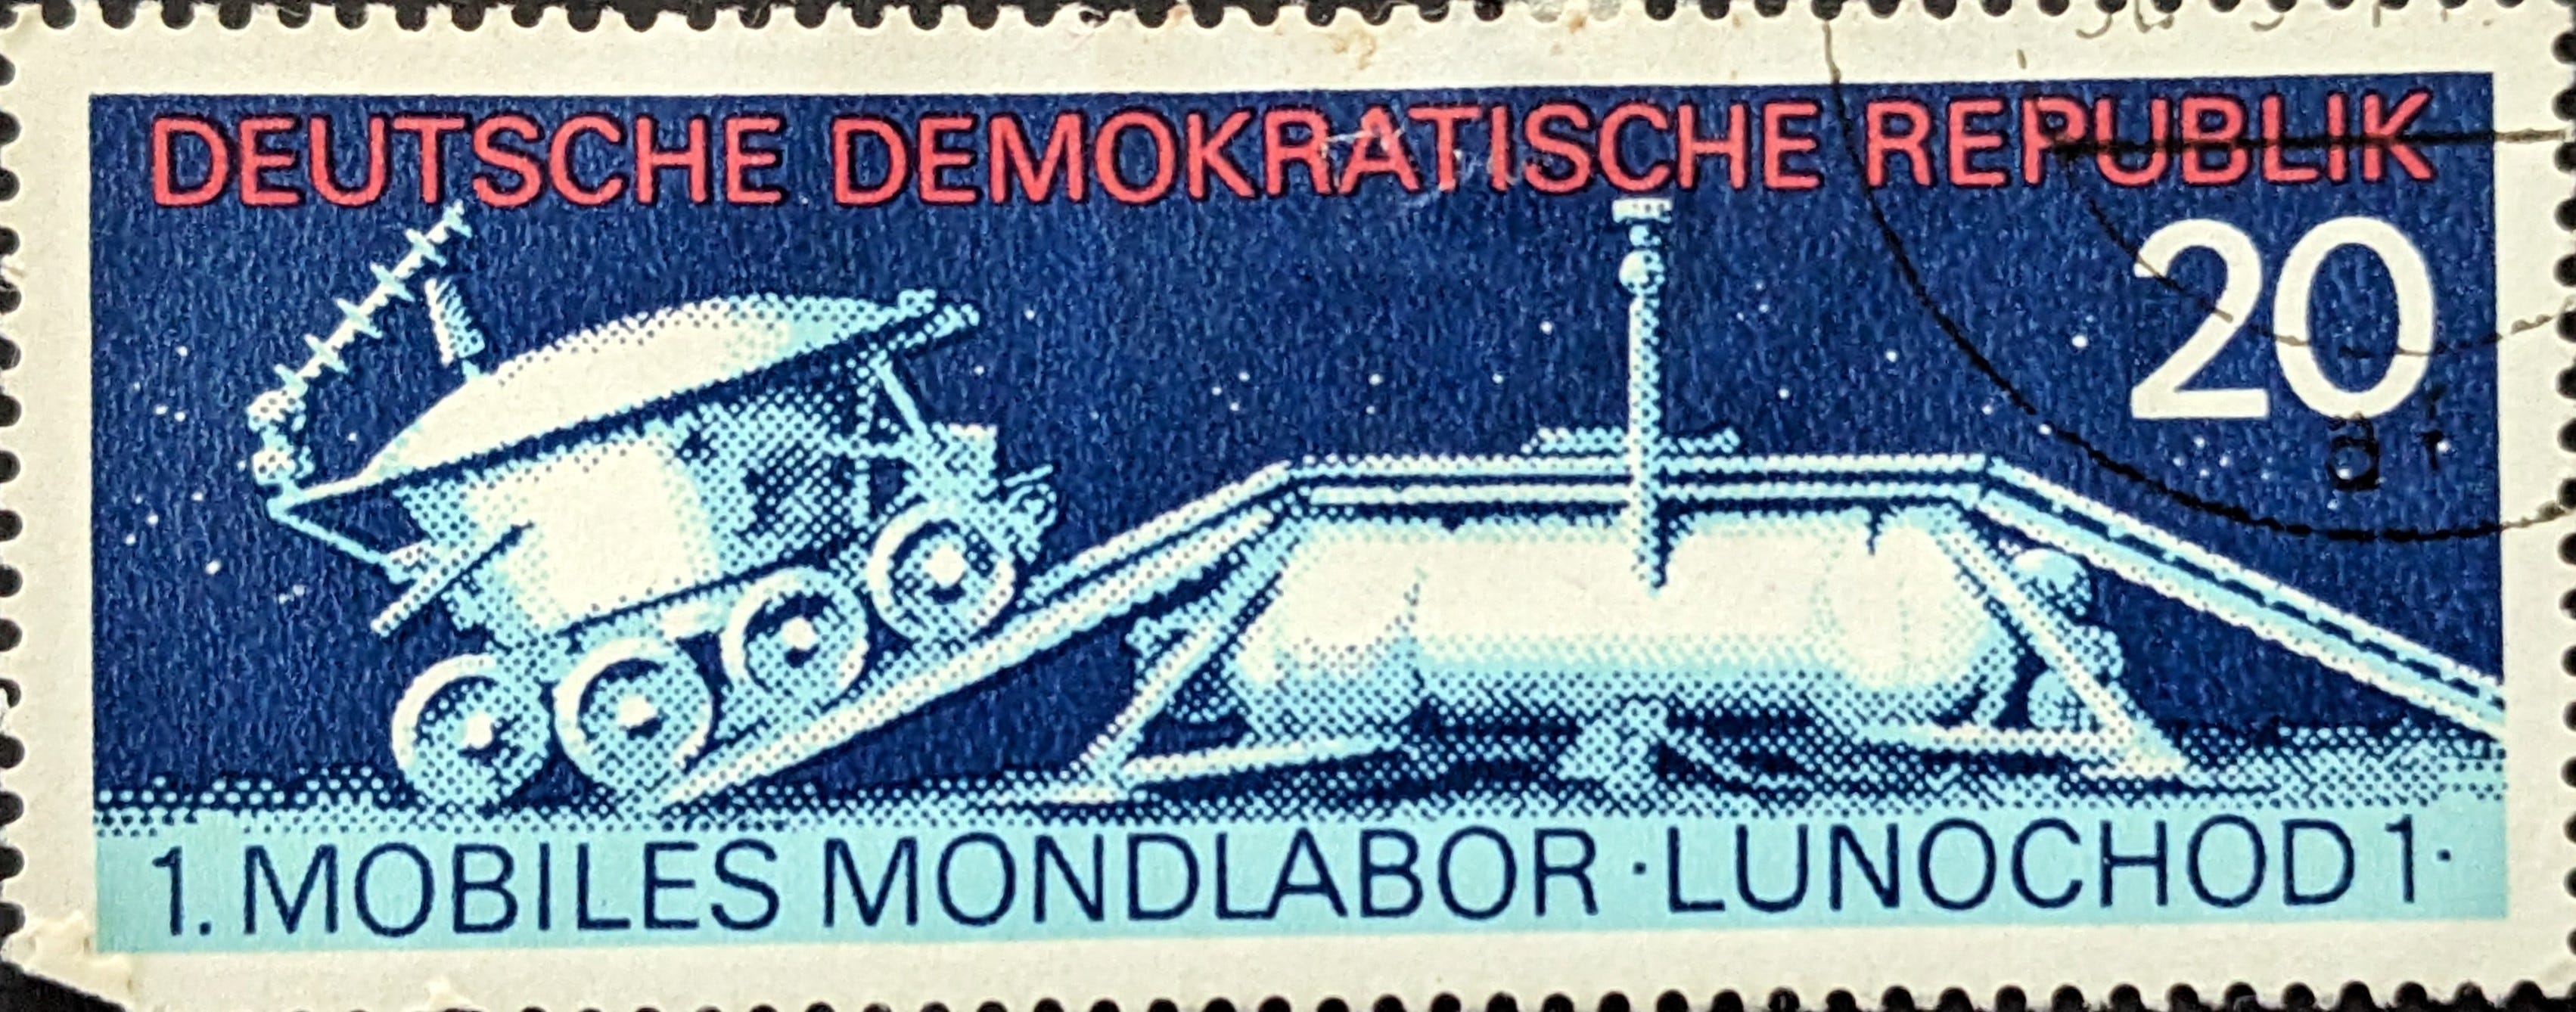 DEUTSCHE DEMOKRATISCHE REPUBLIK
20
a
1. MOBILES MONDLABOR · LUNOCHOD 1 ·